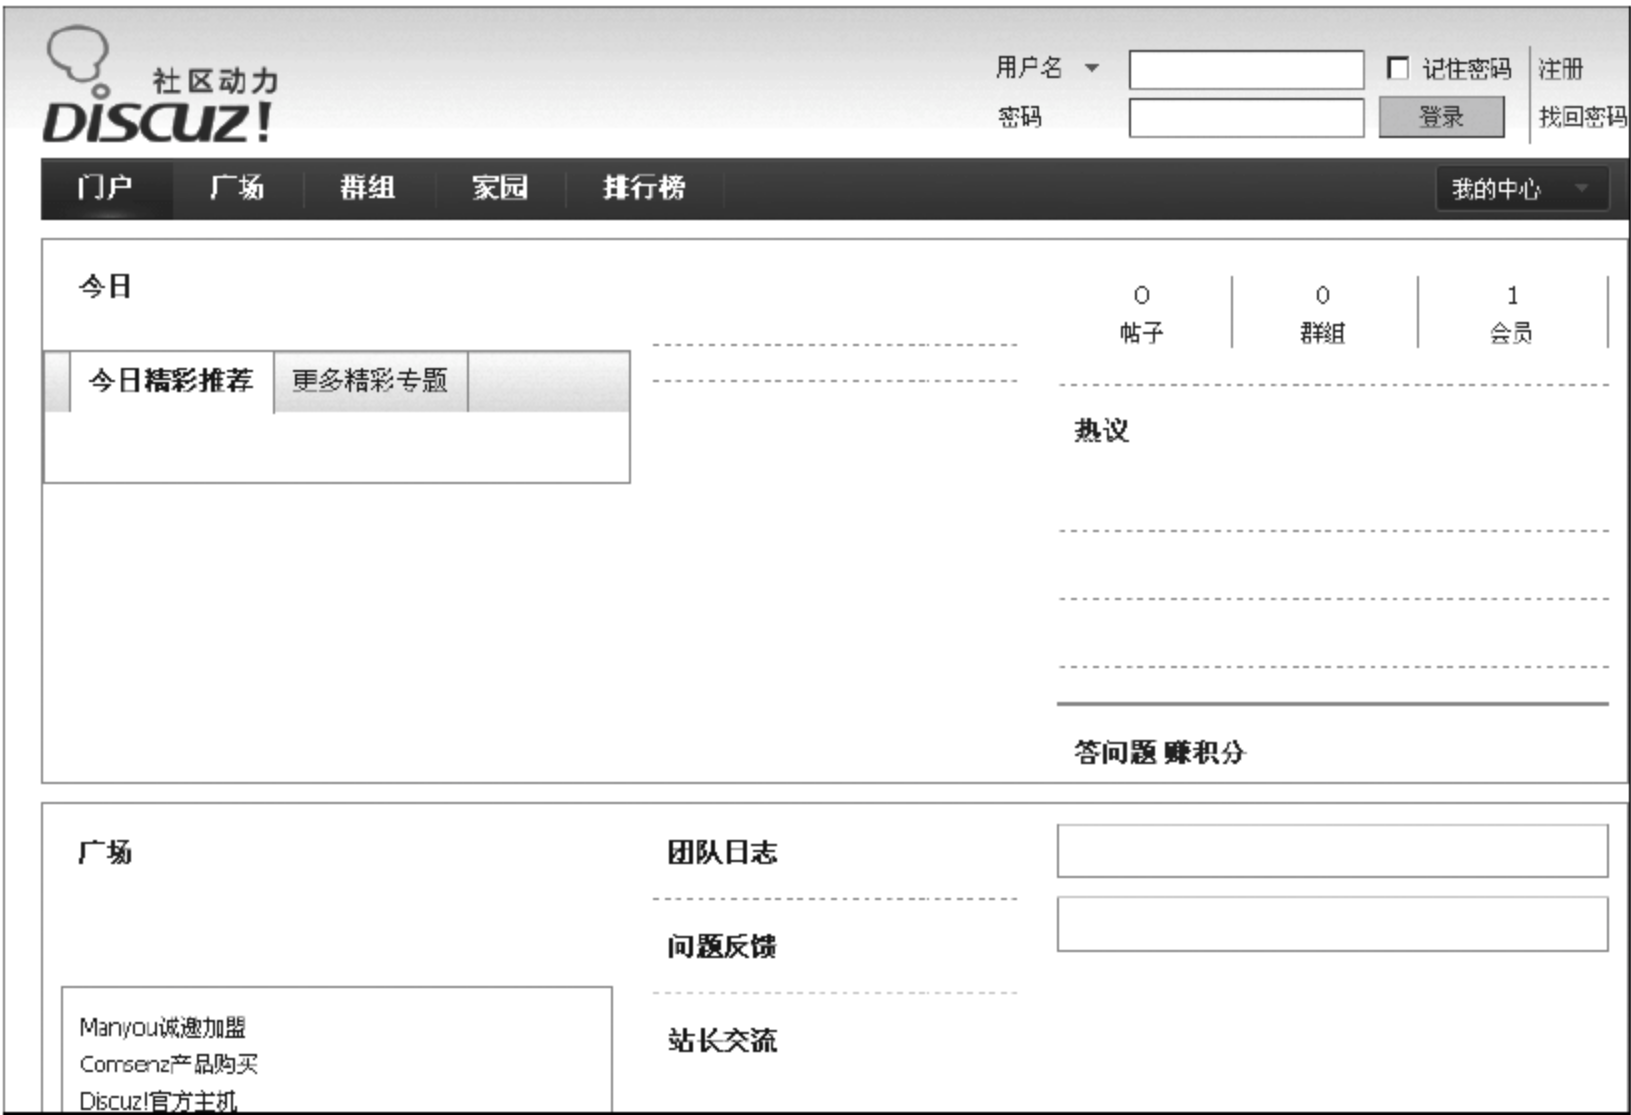 社区动力
DISCUZ!
用户名
记住密码
注册
密码
登录
找回密码
门户 广场 群组 家园 排行榜
我的中心
今日
0 0 1
帖子 群组 会员
今日精彩推荐 更多精彩专题
热议
答问题 赚积分
广场
团队日志
问题反馈
站长交流
Manyou诚邀加盟
Comsenz产品购买
Discuz!官方主机